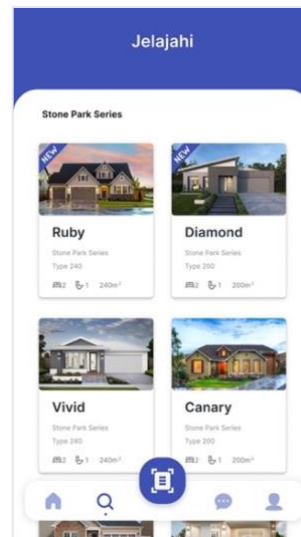 Jelajahi
Stone Park Series
NEW
NEW
Ruby
Diamond
Stone Park Series
Stone Park Series
Type 240
Type 200
2 1 240m²
2 1 200m²
Vivid
Canary
Stone Park Series
Stone Park Series
Type 240
Type 200
2 1 240m²
2 1 200m²